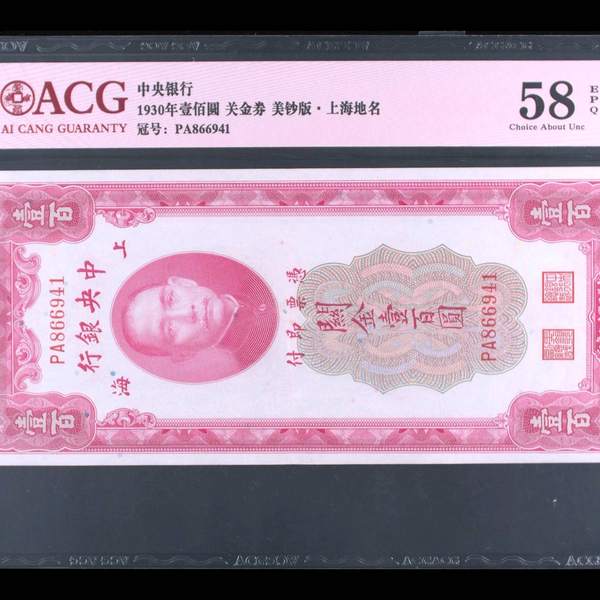 ACG
AI CANG GUARANTY
中央银行
1930年壹佰圆 关金券 美钞版·上海地名
冠号: PA866941
58
EPQ
Choice About Unc
壹百
壹百
上
海
中央銀行
PA866941
憑票即付
關金壹百圓
PA866941
壹百
壹百
ACG